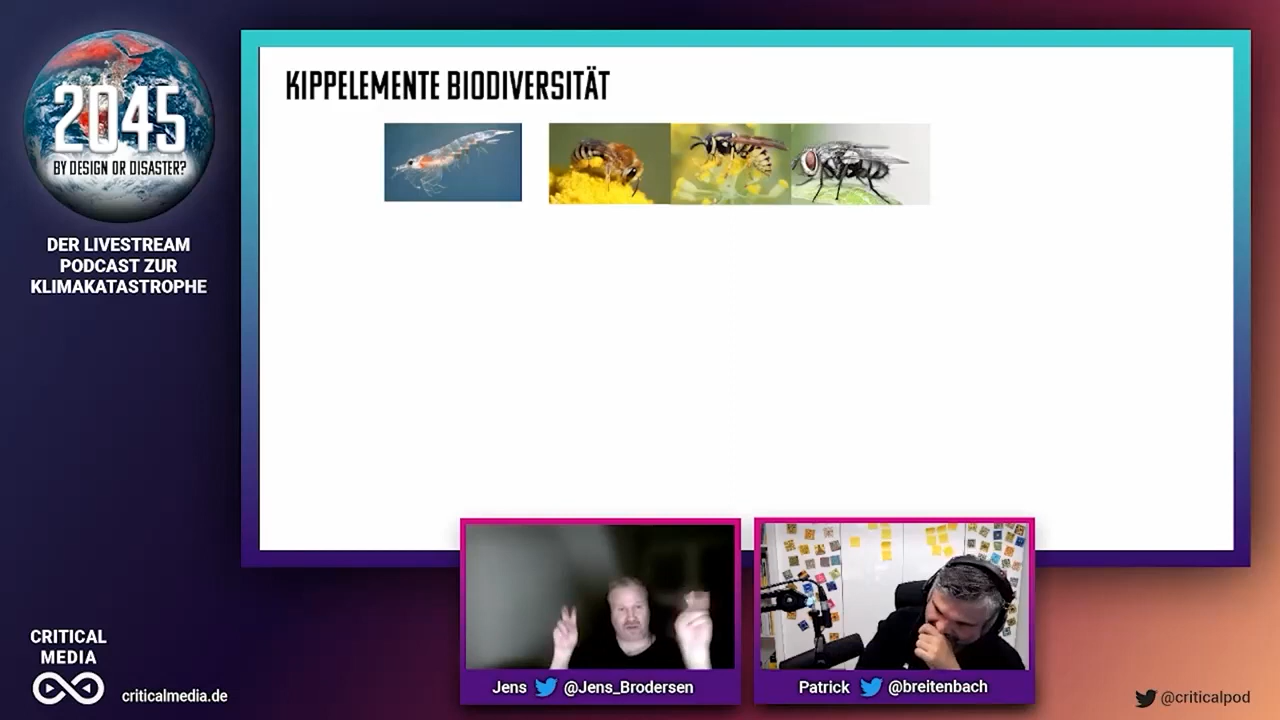 2045
BY DESIGN OR DISASTER?
DER LIVESTREAM
PODCAST ZUR
KLIMAKATASTROPHE
KIPPELEMENTE BIODIVERSITÄT
Jens @Jens_Brodersen
Patrick @breitenbach
CRITICAL
MEDIA
criticalmedia.de
@criticalpod